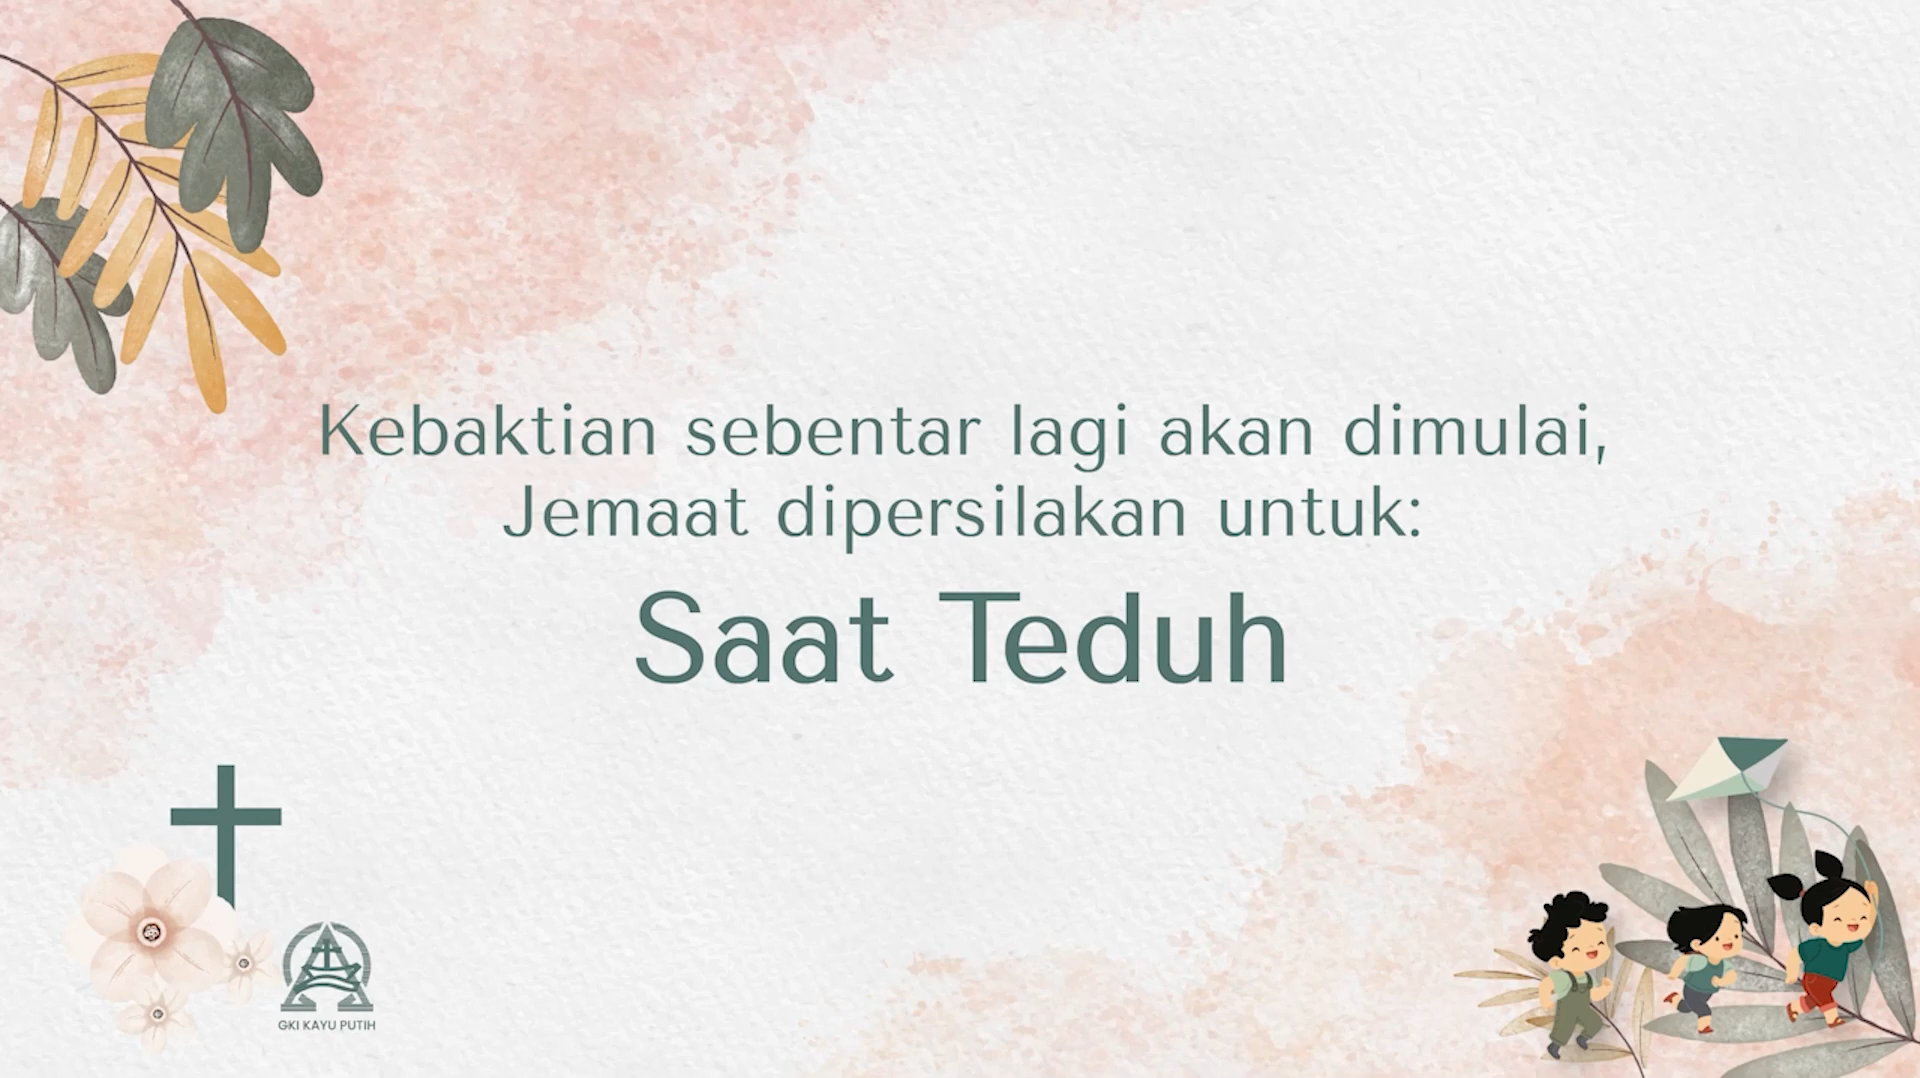 Kebaktian sebentar lagi akan dimulai,
Jemaat dipersilakan untuk:
Saat Teduh
GKI KAYU PUTIH